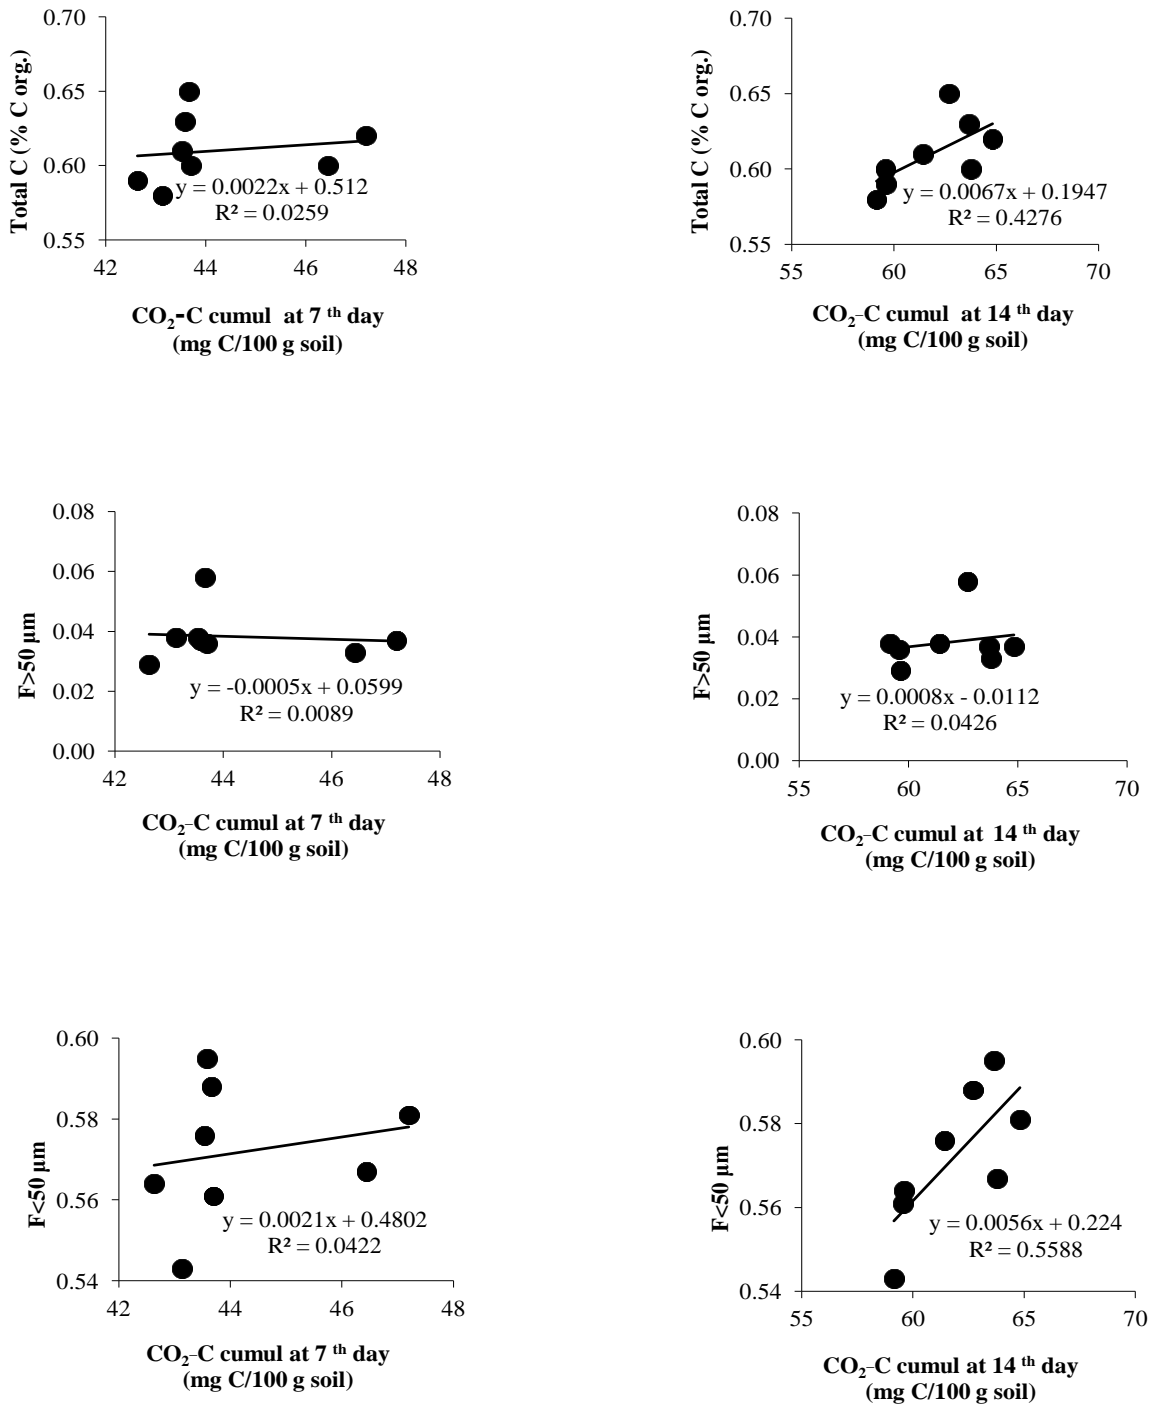 0.70
0.65
0.60
0.55
Total C (% C org.)
y = 0.0022x + 0.512
R² = 0.0259
42 44 46 48
CO₂-C cumul at 7 th day
(mg C/100 g soil)
0.70
0.65
0.60
0.55
Total C (% C org.)
y = 0.0067x + 0.1947
R² = 0.4276
55 60 65 70
CO₂-C cumul at 14 th day
(mg C/100 g soil)
0.08
0.06
0.04
0.02
0.00
F>50 µm
y = -0.0005x + 0.0599
R² = 0.0089
42 44 46 48
CO₂-C cumul at 7 th day
(mg C/100 g soil)
0.08
0.06
0.04
0.02
0.00
F>50 µm
y = 0.0008x - 0.0112
R² = 0.0426
55 60 65 70
CO₂-C cumul at 14 th day
(mg C/100 g soil)
0.60
0.58
0.56
0.54
F<50 µm
y = 0.0021x + 0.4802
R² = 0.0422
42 44 46 48
CO₂-C cumul at 7 th day
(mg C/100 g soil)
0.60
0.58
0.56
0.54
F<50 µm
y = 0.0056x + 0.224
R² = 0.5588
55 60 65 70
CO₂-C cumul at 14 th day
(mg C/100 g soil)